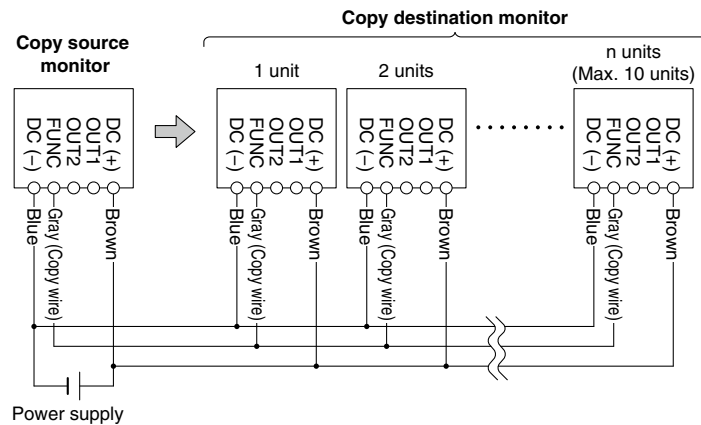 Copy destination monitor
Copy source
monitor
1 unit
2 units
n units
(Max. 10 units)
DC (−)
FUNC
OUT2
OUT1
DC (+)
DC (−)
FUNC
OUT2
OUT1
DC (+)
DC (−)
FUNC
OUT2
OUT1
DC (+)
DC (−)
FUNC
OUT2
OUT1
DC (+)
Blue
Gray (Copy wire)
Brown
Blue
Gray (Copy wire)
Brown
Blue
Gray (Copy wire)
Brown
Blue
Gray (Copy wire)
Brown
Power supply